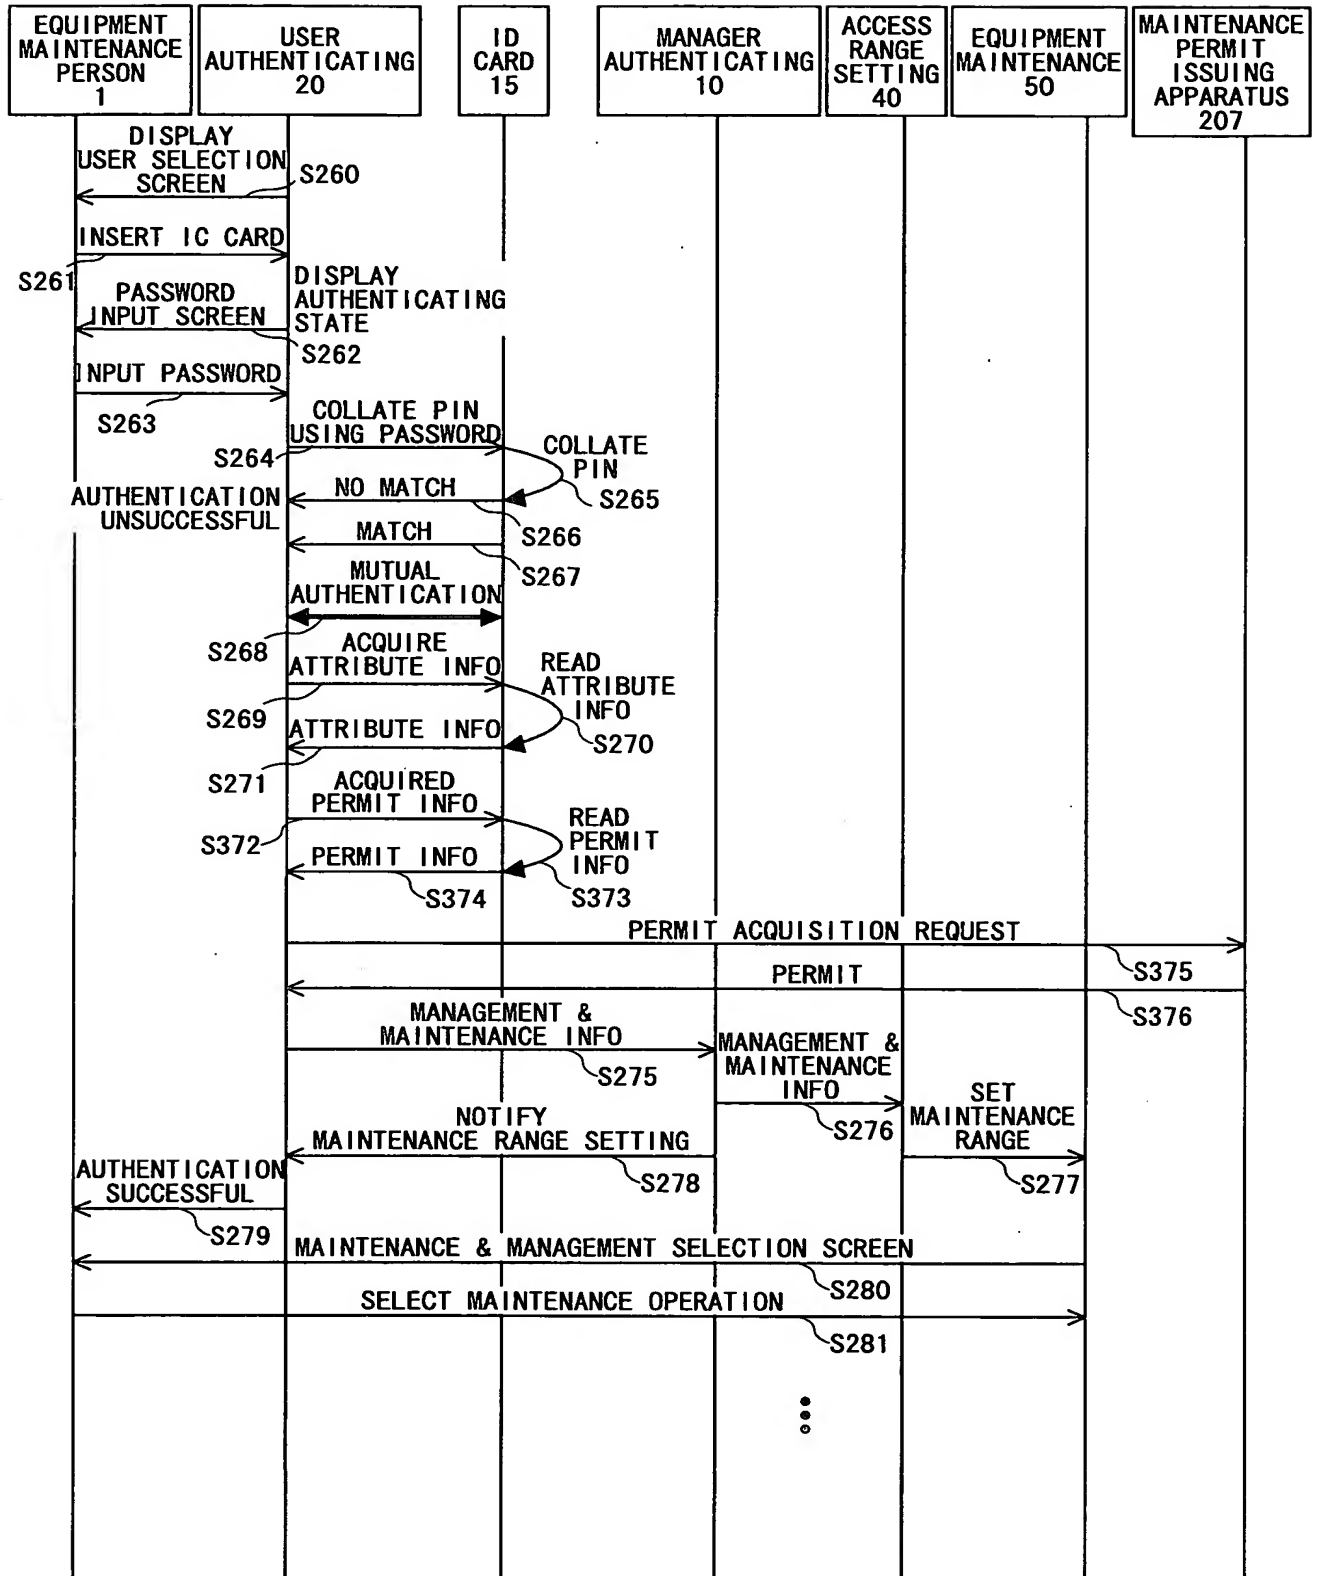 EQUIPMENT
MAINTENANCE
PERSON
1
USER
AUTHENTICATING
20
ID
CARD
15
MANAGER
AUTHENTICATING
10
ACCESS
RANGE
SETTING
40
EQUIPMENT
MAINTENANCE
50
MAINTENANCE
PERMIT
ISSUING
APPARATUS
207
DISPLAY
USER SELECTION
SCREEN
S260
INSERT IC CARD
S261
DISPLAY
AUTHENTICATING
STATE
PASSWORD
INPUT SCREEN
S262
INPUT PASSWORD
S263
COLLATE PIN
USING PASSWORD
S264
COLLATE
PIN
S265
NO MATCH
S266
AUTHENTICATION
UNSUCCESSFUL
MATCH
S267
MUTUAL
AUTHENTICATION
S268
ACQUIRE
ATTRIBUTE INFO
S269
READ
ATTRIBUTE
INFO
S270
ATTRIBUTE INFO
S271
ACQUIRED
PERMIT INFO
S372
READ
PERMIT
INFO
S373
PERMIT INFO
S374
PERMIT ACQUISITION REQUEST
S375
PERMIT
S376
MANAGEMENT &
MAINTENANCE INFO
S275
MANAGEMENT &
MAINTENANCE
INFO
S276
SET
MAINTENANCE
RANGE
S277
NOTIFY
MAINTENANCE RANGE SETTING
S278
AUTHENTICATION
SUCCESSFUL
S279
MAINTENANCE & MANAGEMENT SELECTION SCREEN
S280
SELECT MAINTENANCE OPERATION
S281